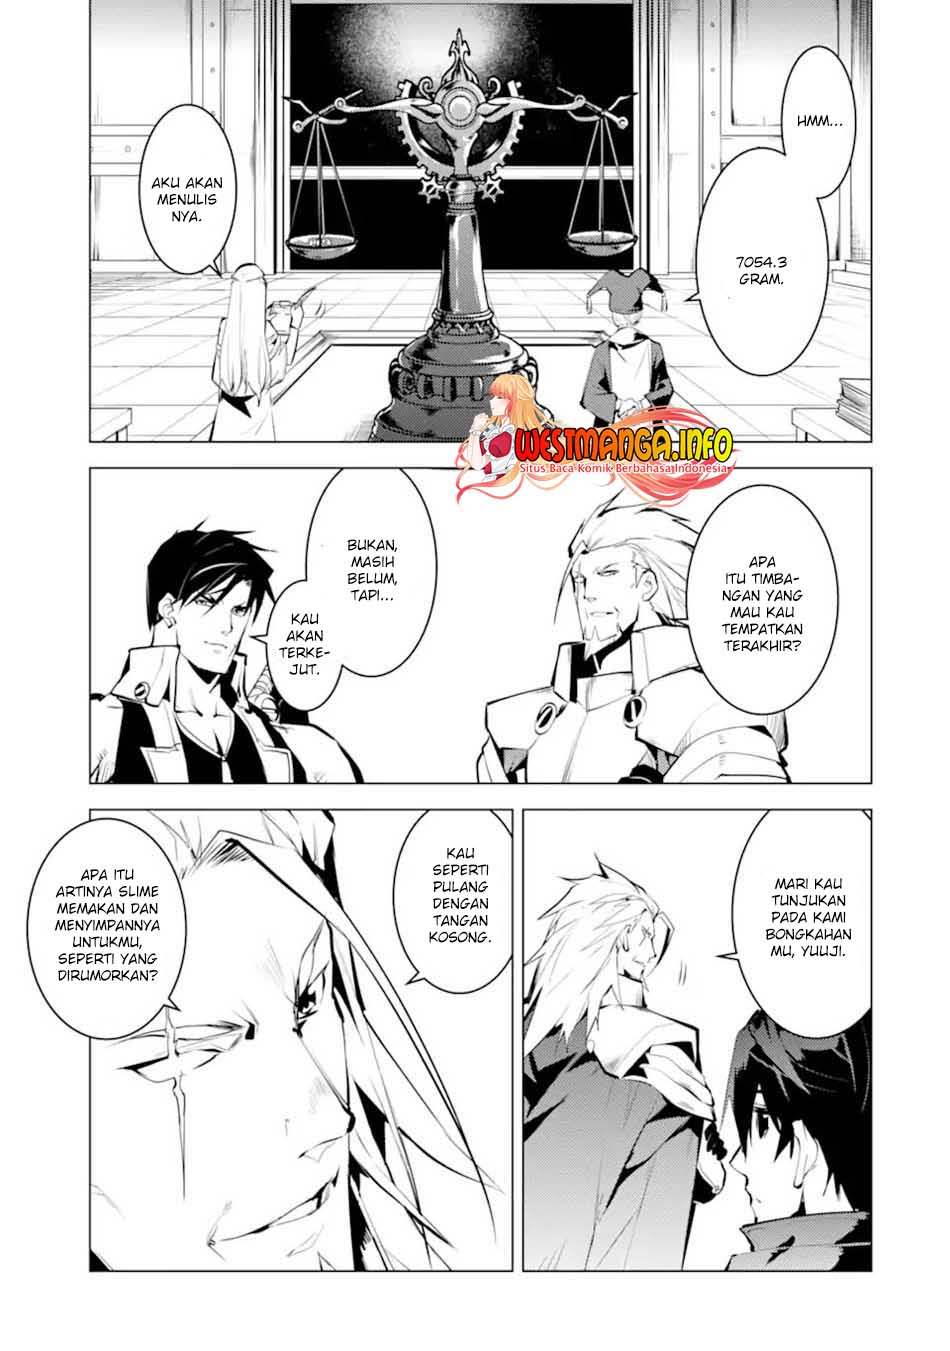 HMM...
7054.3
GRAM.
AKU AKAN
MENULIS
NYA.
WESTMANGA.INFO
Situs Baca Komik Berbahasa Indonesia
APA
ITU TIMBA-
NGAN YANG
MAU KAU
TEMPATKAN
TERAKHIR?
BUKAN,
MASIH
BELUM,
TAPI...
KAU
AKAN
TERKE-
JUT.
MARI KAU
TUNJUKAN
PADA KAMI
BONGKAHAN
MU, YUUJI.
KAU
SEPERTI
PULANG
DENGAN
TANGAN
KOSONG.
APA ITU
ARTINYA SLIME
MEMAKAN DAN
MENYIMPANNYA
UNTUKMU,
SEPERTI YANG
DIRUMORKAN?